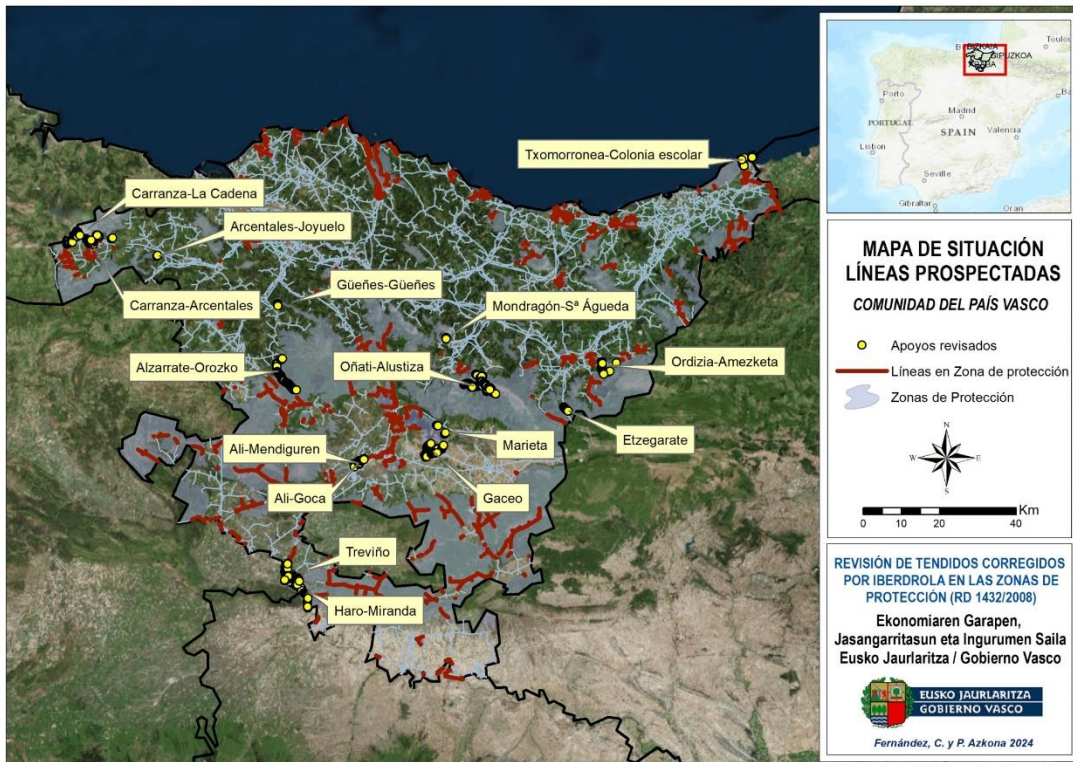 Txomorronea-Colonia escolar
Carranza-La Cadena
Arcentales-Joyuelo
Carranza-Arcentales
Güeñes-Güeñes
Mondragón-Sª Águeda
Alzarrate-Orozko
Oñati-Alustiza
Ordizia-Amezketa
Etzegarate
Marieta
Ali-Mendiguren
Ali-Goca
Gaceo
Treviño
Haro-Miranda
BIZKAIA
GIPUZKOA
Toulou
Porto
PORTUGAL
Madrid
SPAIN
Valencia
Lisbon
Seville
Gibraltar
Oran
MAPA DE SITUACIÓN
LÍNEAS PROSPECTADAS
COMUNIDAD DEL PAÍS VASCO
Apoyos revisados
Líneas en Zona de protección
Zonas de Protección
N
W E
S
Km
0 10 20 40
REVISIÓN DE TENDIDOS CORREGIDOS
POR IBERDROLA EN LAS ZONAS DE
PROTECCIÓN (RD 1432/2008)
Ekonomiaren Garapen,
Jasangarritasun eta Ingurumen Saila
Eusko Jaurlaritza / Gobierno Vasco
EUSKO JAURLARITZA
GOBIERNO VASCO
Fernández, C. y P. Azkona 2024